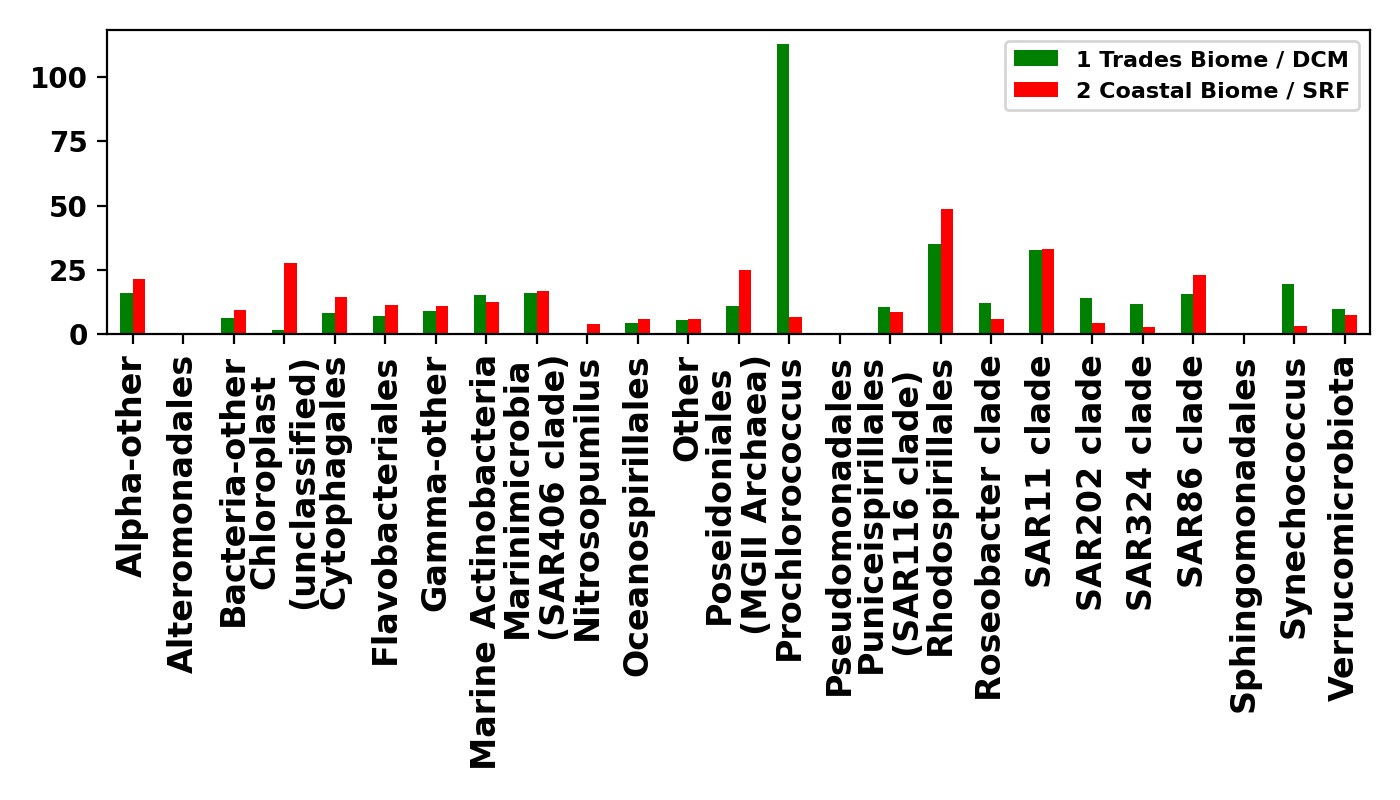 100
75
50
25
0
1 Trades Biome / DCM
2 Coastal Biome / SRF
Alpha-other
Alteromonadales
Bacteria-other
Chloroplast
(unclassified)
Cytophagales
Flavobacteriales
Gamma-other
Marine Actinobacteria
Marinimicrobia
(SAR406 clade)
Nitrosopumilus
Oceanospirillales
Other
Poseidoniales
(MGII Archaea)
Prochlorococcus
Pseudomonadales
Puniceispirillales
(SAR116 clade)
Rhodospirillales
Roseobacter clade
SAR11 clade
SAR202 clade
SAR324 clade
SAR86 clade
Sphingomonadales
Synechococcus
Verrucomicrobiota